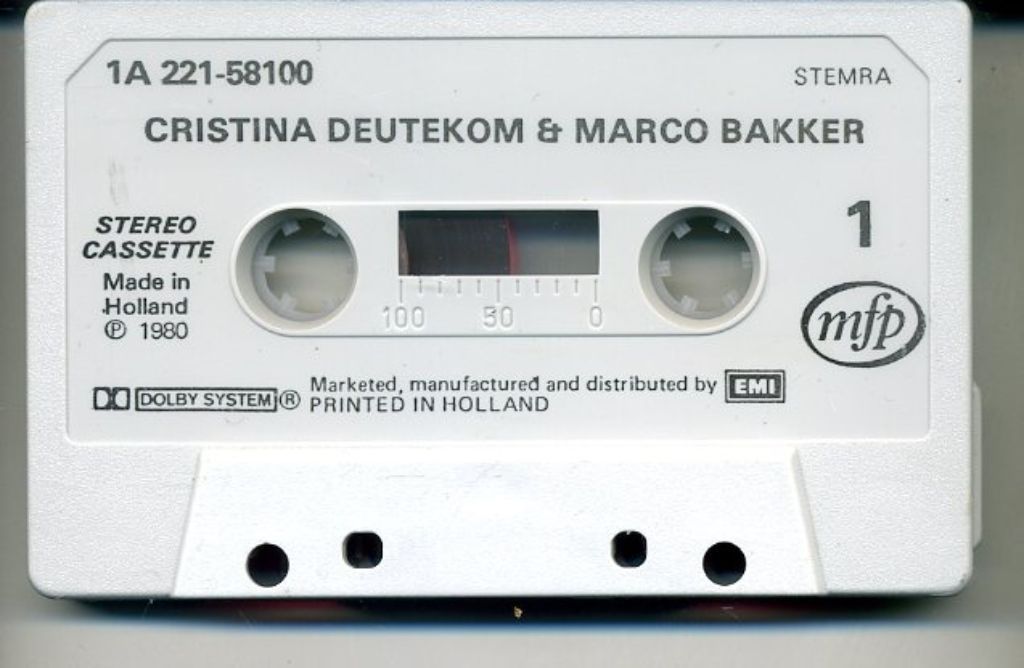 1A 221-58100
STEMRA
CRISTINA DEUTEKOM & MARCO BAKKER
STEREO
CASSETTE
Made in
Holland
℗ 1980
1
100 50 0
mfp
DOLBY SYSTEM®
Marketed, manufactured and distributed by EMI
PRINTED IN HOLLAND